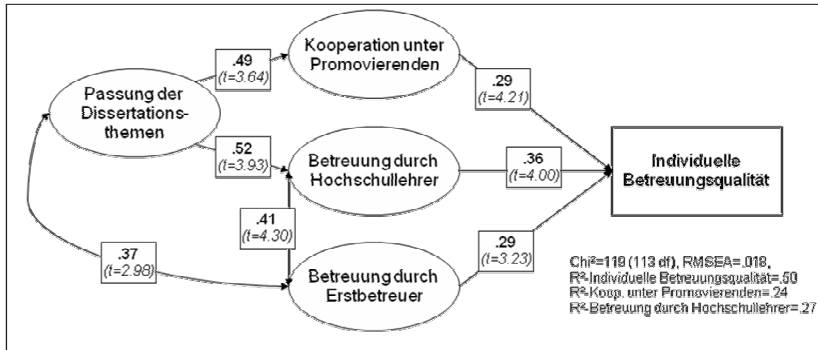 .49
(t=3.64)
Kooperation unter
Promovierenden
.29
(t=4.21)
Passung der
Dissertations-
themen
.52
(t=3.93)
Betreuung durch
Hochschullehrer
.36
(t=4.00)
Individuelle
Betreuungsqualität
.41
(t=4.30)
.37
(t=2.98)
Betreuung durch
Erstbetreuer
.29
(t=3.23)
Chi²=119 (113 df), RMSEA=.018,
R²-Individuelle Betreuungsqualität=.50
R²-Koop. unter Promovierenden=.24
R²-Betreuung durch Hochschullehrer=.27